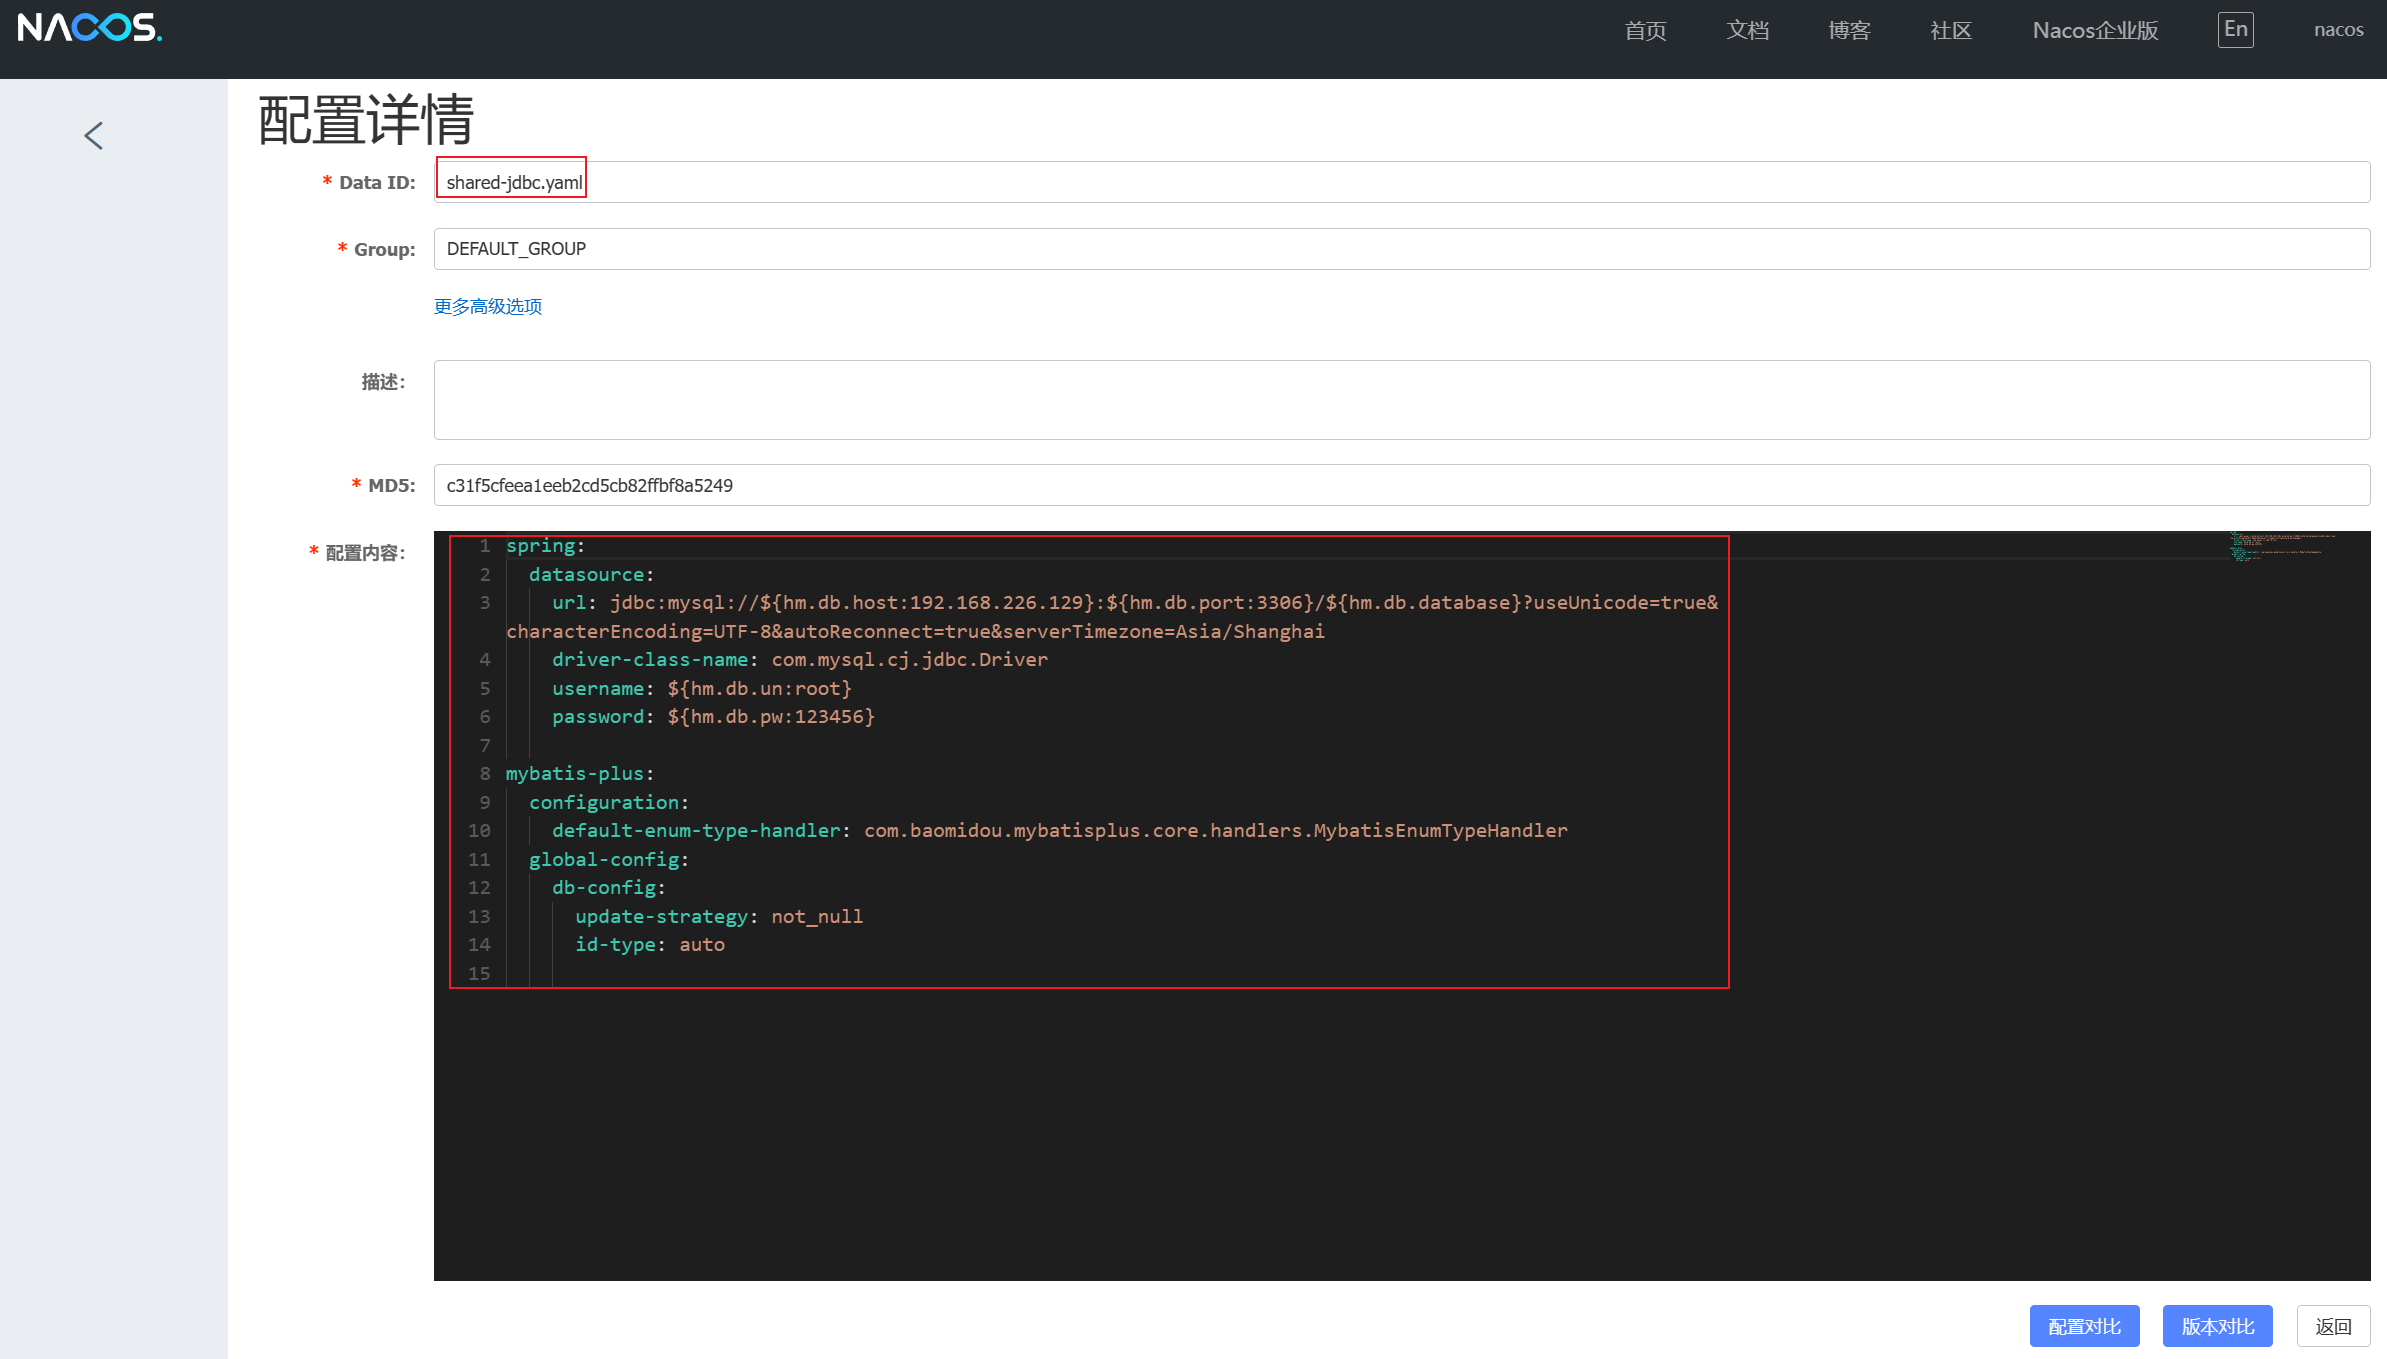 NACOS.
首页 文档 博客 社区 Nacos企业版 En nacos
配置详情
* Data ID: shared-jdbc.yaml
* Group: DEFAULT_GROUP
更多高级选项
描述:
* MD5: c31f5cfeea1eeb2cd5cb82ffbf8a5249
* 配置内容:
1 spring:
2 datasource:
3 url: jdbc:mysql://${hm.db.host:192.168.226.129}:${hm.db.port:3306}/${hm.db.database}?useUnicode=true&
characterEncoding=UTF-8&autoReconnect=true&serverTimezone=Asia/Shanghai
4 driver-class-name: com.mysql.cj.jdbc.Driver
5 username: ${hm.db.un:root}
6 password: ${hm.db.pw:123456}
7
8 mybatis-plus:
9 configuration:
10 default-enum-type-handler: com.baomidou.mybatisplus.core.handlers.MybatisEnumTypeHandler
11 global-config:
12 db-config:
13 update-strategy: not_null
14 id-type: auto
15
配置对比 版本对比 返回